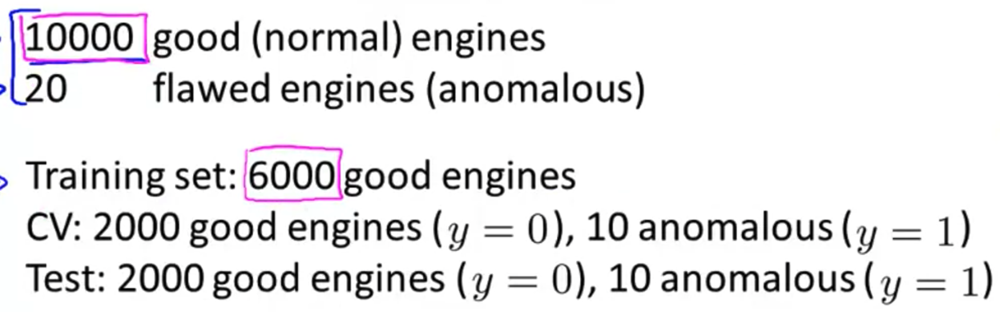 10000 good (normal) engines
20 flawed engines (anomalous)
Training set: 6000 good engines
CV: 2000 good engines (y = 0), 10 anomalous (y = 1)
Test: 2000 good engines (y = 0), 10 anomalous (y = 1)